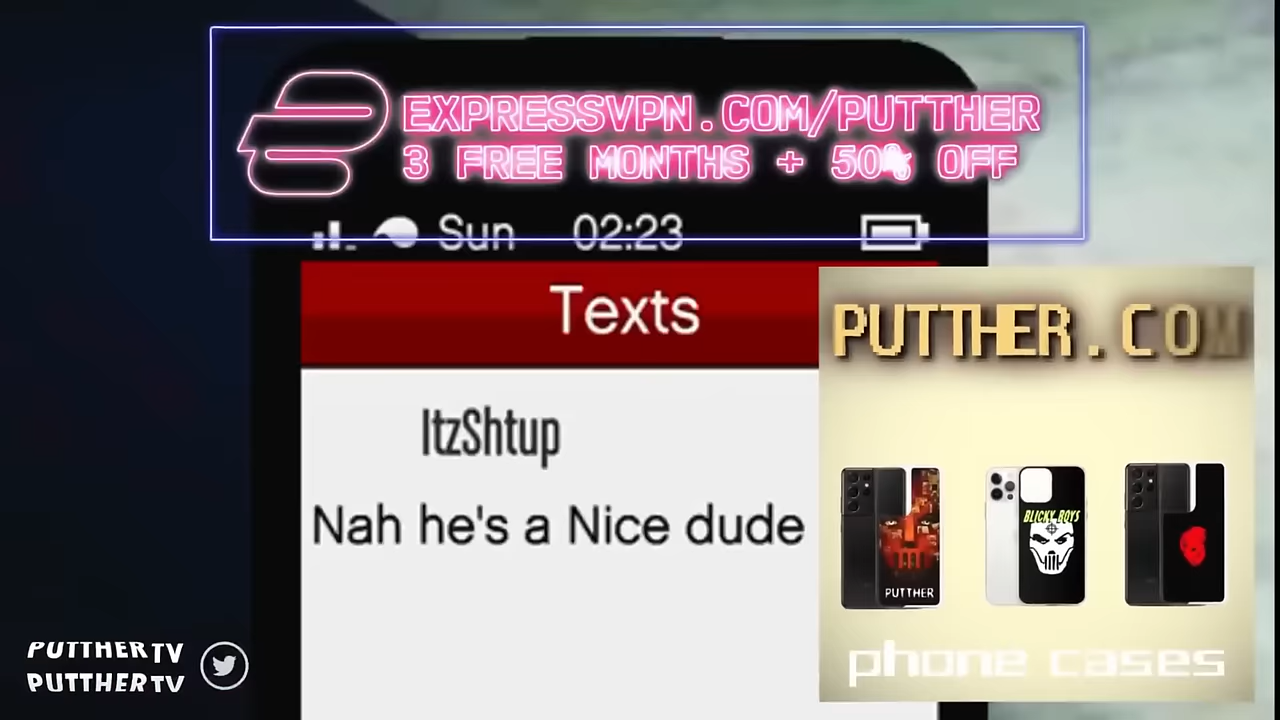 EXPRESSVPN.COM/PUTTHER
3 FREE MONTHS + 50% OFF
Sun 02:23
Texts
PUTTHER.COM
ItzShtup
Nah he's a Nice dude
BLICKY BOYS
PUTTHER
phone cases
PUTTHERTV
PUTTHERTV